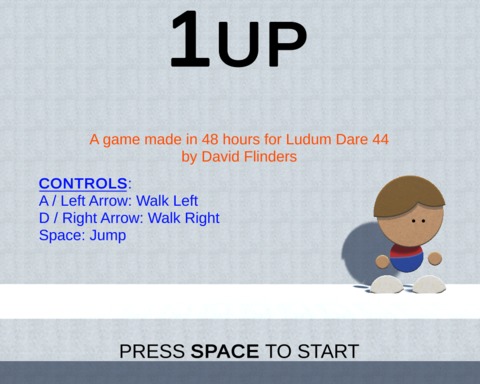 1UP
A game made in 48 hours for Ludum Dare 44
by David Flinders
CONTROLS:
A / Left Arrow: Walk Left
D / Right Arrow: Walk Right
Space: Jump
PRESS SPACE TO START